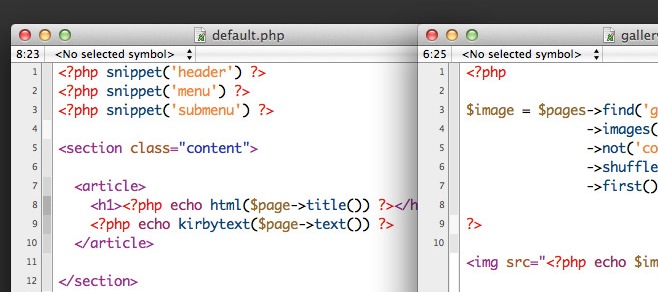 default.php
8:23 <No selected symbol>
1 <?php snippet('header') ?>
2 <?php snippet('menu') ?>
3 <?php snippet('submenu') ?>
4
5 <section class="content">
6
7 <article>
8 <h1><?php echo html($page->title()) ?></h
9 <?php echo kirbytext($page->text()) ?>
10 </article>
11
12 </section>
gallery
6:25 <No selected symbol>
1 <?php
2
3 $image = $pages->find('g
4 ->images(
5 ->not('co
6 ->shuffle
7 ->first()
8
9 ?>
10
<img src="<?php echo $im